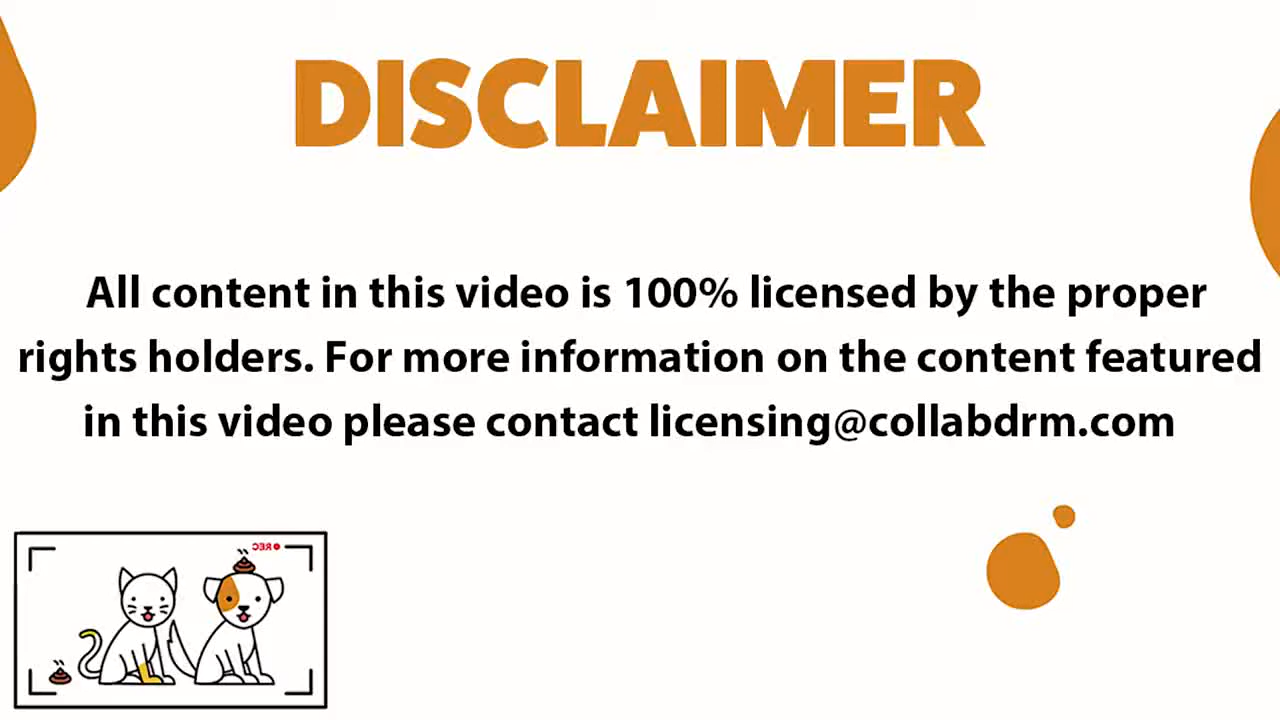 DISCLAIMER
All content in this video is 100% licensed by the proper
rights holders. For more information on the content featured
in this video please contact licensing@collabdrm.com
REC